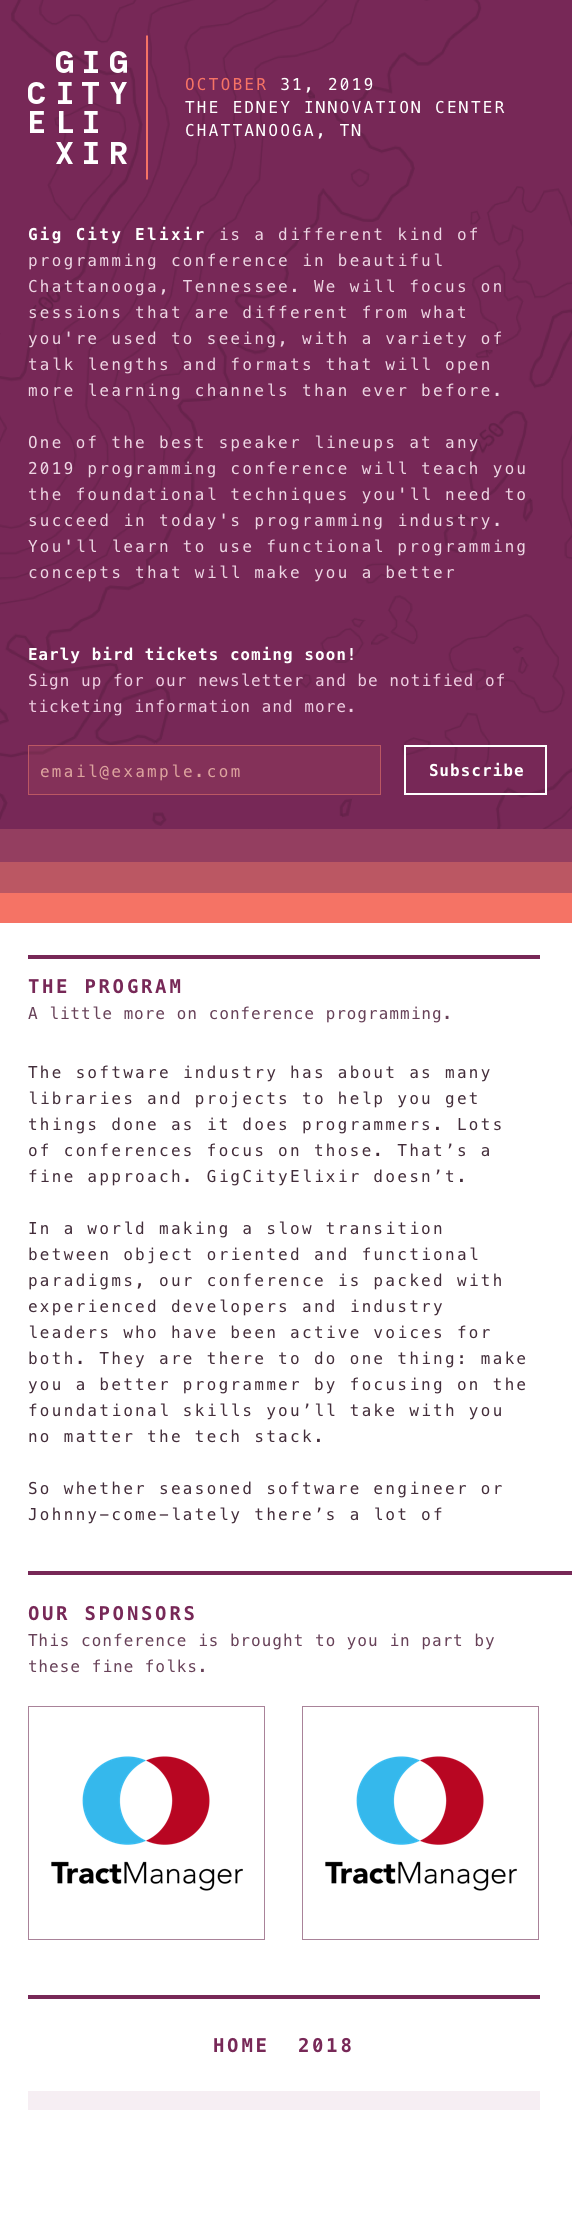 GIG
CITY
ELI
XIR
OCTOBER 31, 2019
THE EDNEY INNOVATION CENTER
CHATTANOOGA, TN
Gig City Elixir is a different kind of
programming conference in beautiful
Chattanooga, Tennessee. We will focus on
sessions that are different from what
you're used to seeing, with a variety of
talk lengths and formats that will open
more learning channels than ever before.
One of the best speaker lineups at any
2019 programming conference will teach you
the foundational techniques you'll need to
succeed in today's programming industry.
You'll learn to use functional programming
concepts that will make you a better
Early bird tickets coming soon!
Sign up for our newsletter and be notified of
ticketing information and more.
email@example.com
Subscribe
THE PROGRAM
A little more on conference programming.
The software industry has about as many
libraries and projects to help you get
things done as it does programmers. Lots
of conferences focus on those. That’s a
fine approach. GigCityElixir doesn’t.
In a world making a slow transition
between object oriented and functional
paradigms, our conference is packed with
experienced developers and industry
leaders who have been active voices for
both. They are there to do one thing: make
you a better programmer by focusing on the
foundational skills you’ll take with you
no matter the tech stack.
So whether seasoned software engineer or
Johnny-come-lately there’s a lot of
OUR SPONSORS
This conference is brought to you in part by
these fine folks.
TractManager
TractManager
HOME 2018